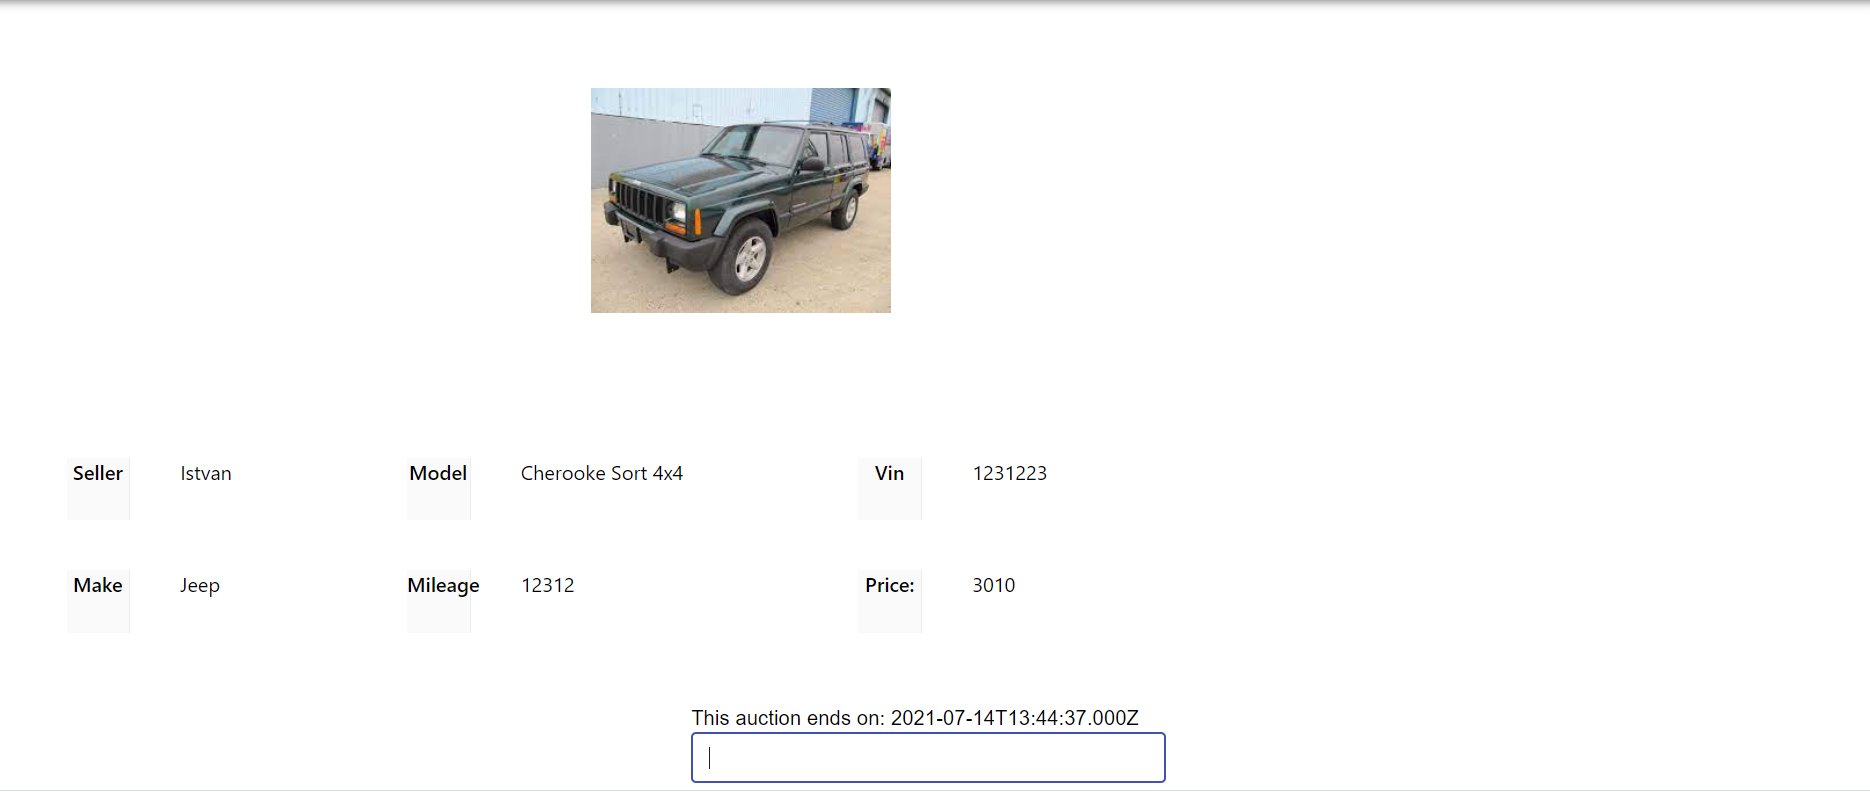 Seller Istvan Model Cherooke Sort 4x4 Vin 1231223
Make Jeep Mileage 12312 Price: 3010
This auction ends on: 2021-07-14T13:44:37.000Z